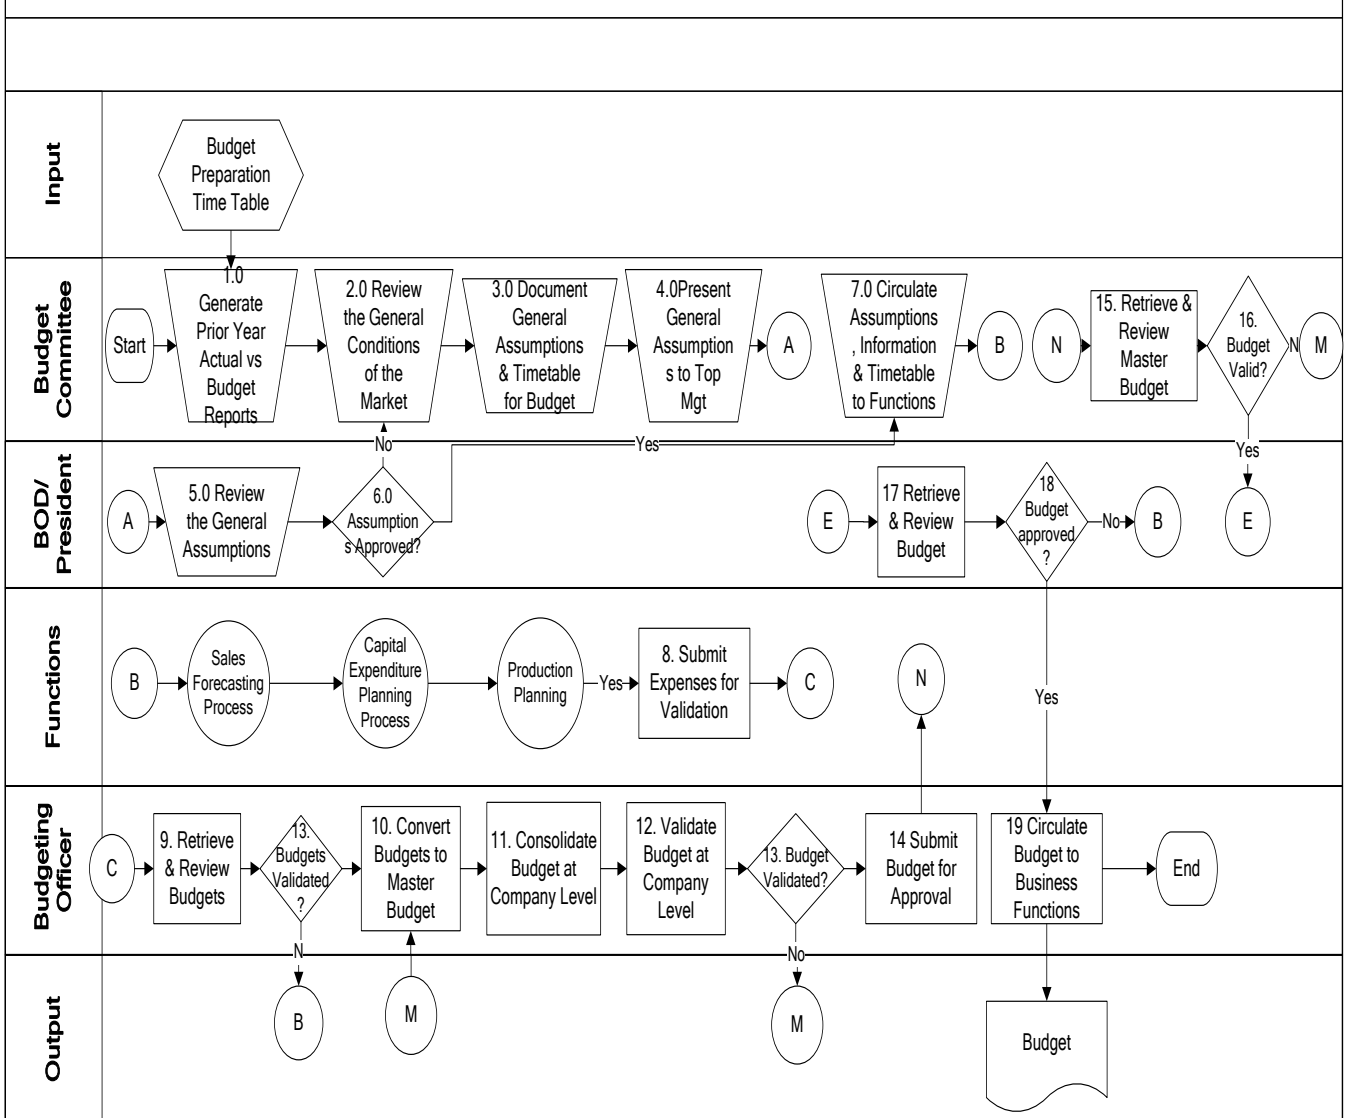 Input
Budget
Preparation
Time Table
Budget
Committee
Start
1.0
Generate
Prior Year
Actual vs
Budget
Reports
2.0 Review
the General
Conditions
of the
Market
3.0 Document
General
Assumptions
& Timetable
for Budget
4.0Present
General
Assumption
s to Top
Mgt
A
7.0 Circulate
Assumptions
, Information
& Timetable
to Functions
B
N
15. Retrieve &
Review
Master
Budget
16.
Budget
Valid?
N
M
No
Yes
Yes
BOD/
President
A
5.0 Review
the General
Assumptions
6.0
Assumption
s Approved?
E
17 Retrieve
& Review
Budget
18
Budget
approved
?
No
B
E
Functions
B
Sales
Forecasting
Process
Capital
Expenditure
Planning
Process
Production
Planning
Yes
8. Submit
Expenses for
Validation
C
N
Yes
Budgeting
Officer
C
9. Retrieve
& Review
Budgets
13.
Budgets
Validated
?
10. Convert
Budgets to
Master
Budget
11. Consolidate
Budget at
Company Level
12. Validate
Budget at
Company
Level
13. Budget
Validated?
14 Submit
Budget for
Approval
19 Circulate
Budget to
Business
Functions
End
N
No
Output
B
M
M
Budget